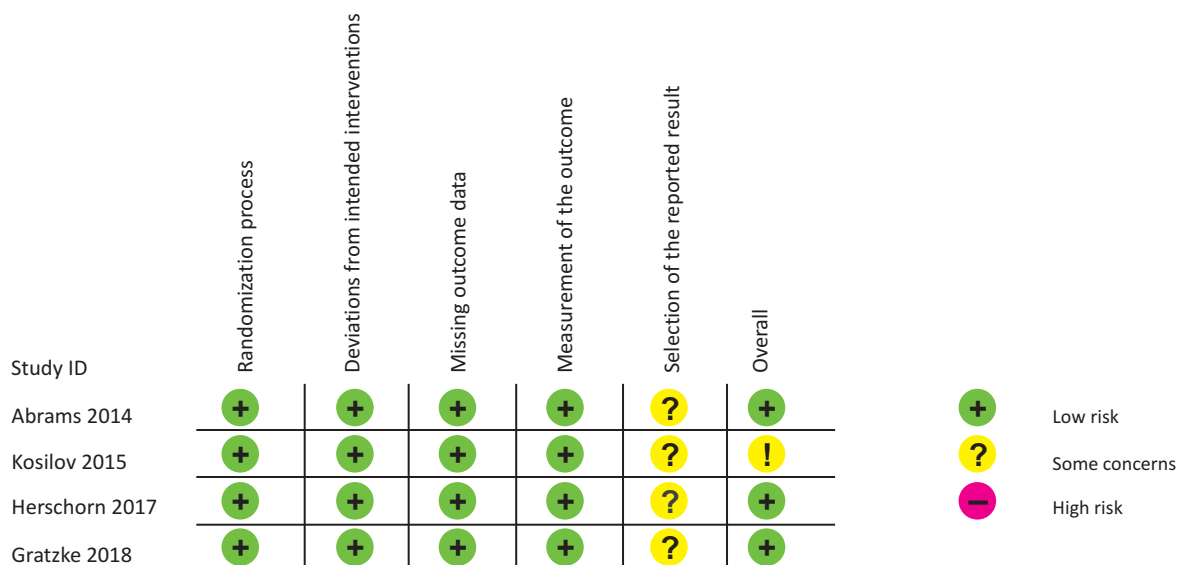 Randomization process
Deviations from intended interventions
Missing outcome data
Measurement of the outcome
Selection of the reported result
Overall
Study ID
Abrams 2014 + + + + ? +
Kosilov 2015 + + + + ? !
Herschorn 2017 + + + + ? +
Gratzke 2018 + + + + ? +
+ Low risk
? Some concerns
− High risk